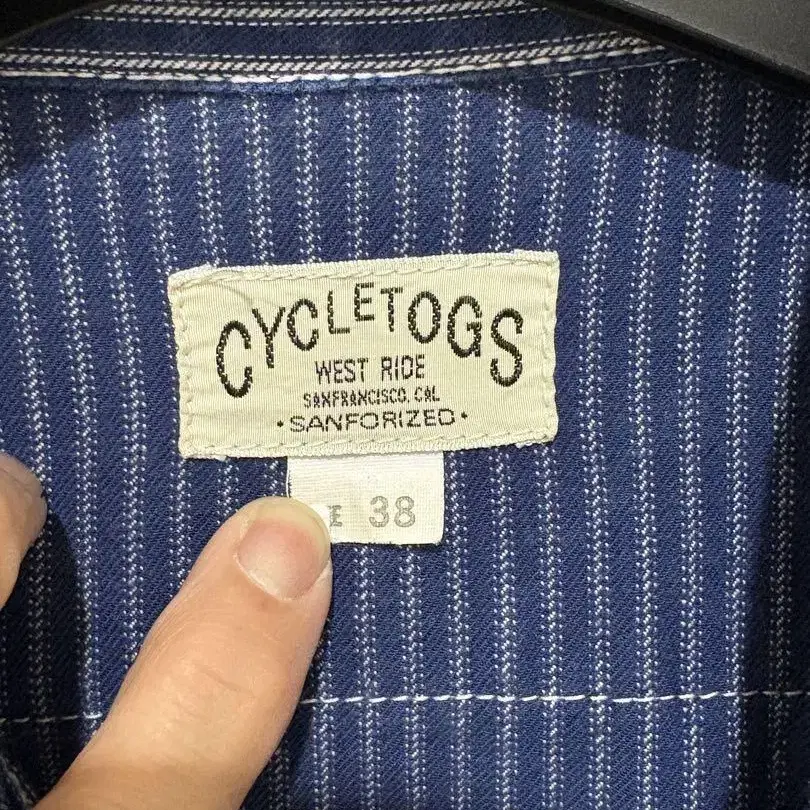 CYCLETOGS
WEST RIDE
SANFRANCISCO. CAL
• SANFORIZED •
38